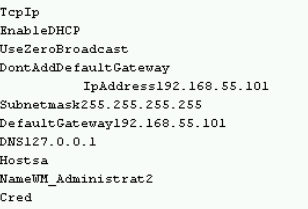 TcpIp
EnableDHCP
UseZeroBroadcast
DontAddDefaultGateway
IpAddress192.168.55.101
Subnetmask255.255.255.255
DefaultGateway192.168.55.101
DNS127.0.0.1
Hostsa
NameWM_Administrat2
Cred